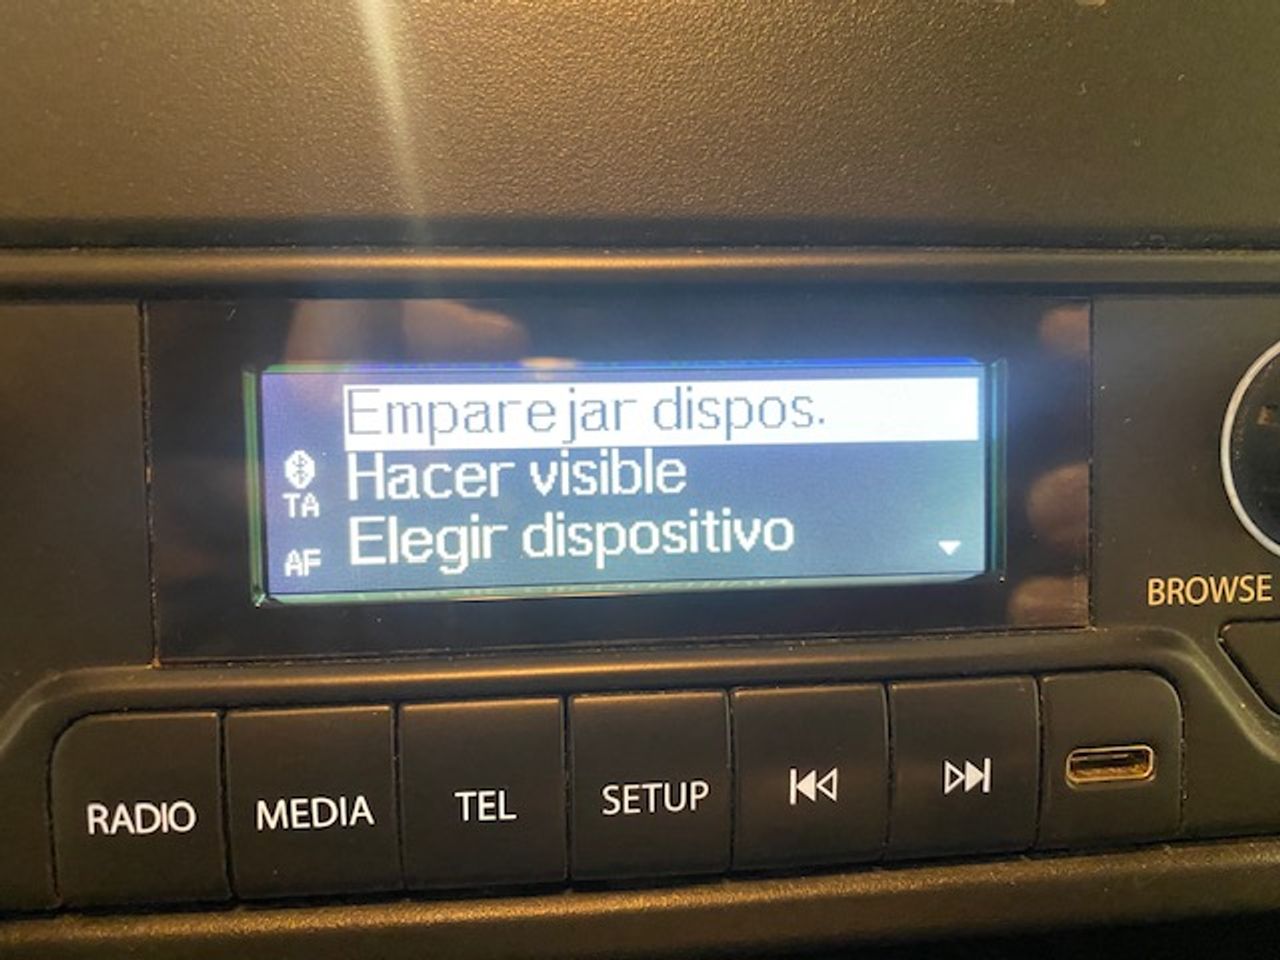 Emparejar dispos.
Hacer visible
TA
Elegir dispositivo
AF
BROWSE
RADIO MEDIA TEL SETUP